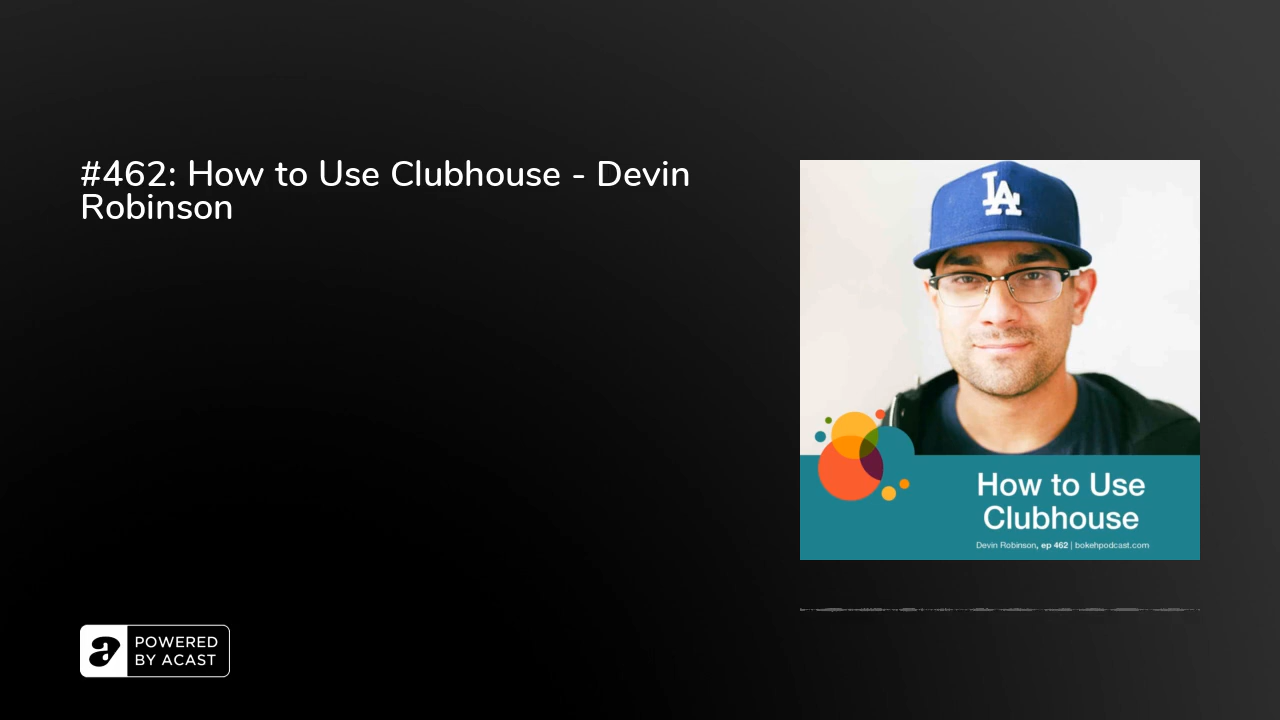 #462: How to Use Clubhouse - Devin
Robinson
LA
How to Use
Clubhouse
Devin Robinson, ep 462 | bokehpodcast.com
a POWERED
BY ACAST